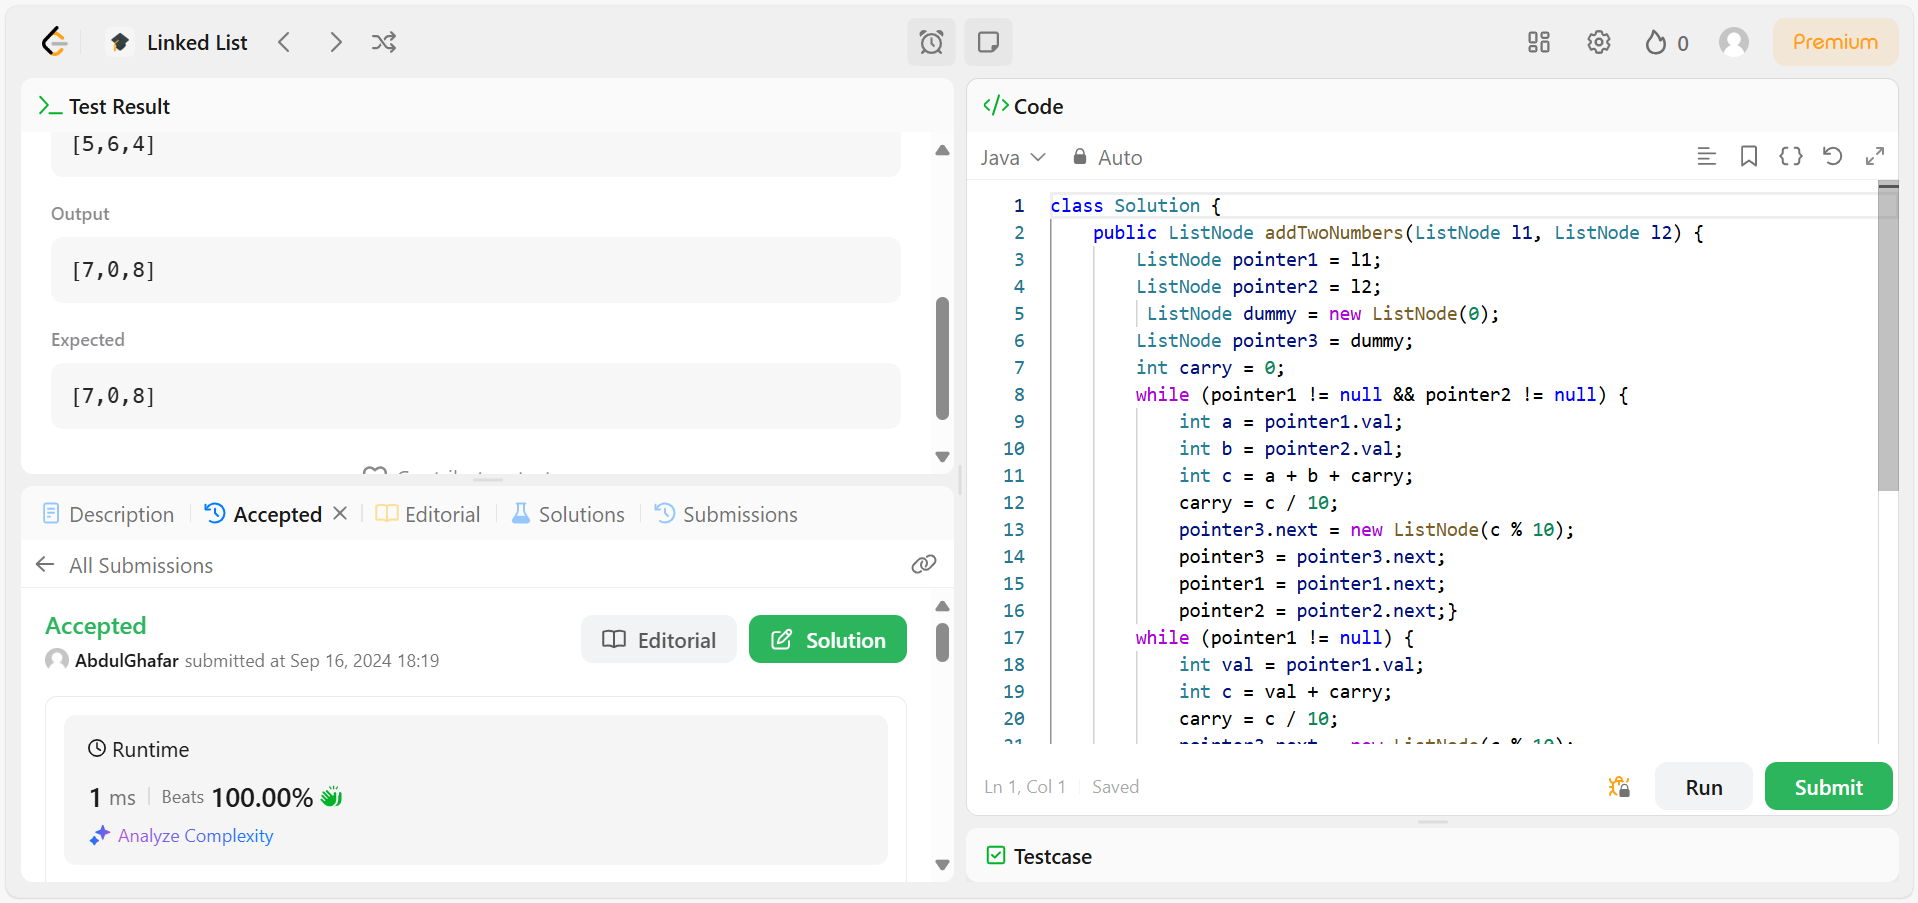 Linked List
0
Premium
Test Result
[5,6,4]
Output
[7,0,8]
Expected
[7,0,8]
Description
Accepted
Editorial
Solutions
Submissions
All Submissions
Accepted
Editorial
Solution
AbdulGhafar submitted at Sep 16, 2024 18:19
Runtime
1 ms
Beats 100.00%
Analyze Complexity
Code
Java
Auto
1 class Solution {
2 public ListNode addTwoNumbers(ListNode l1, ListNode l2) {
3 ListNode pointer1 = l1;
4 ListNode pointer2 = l2;
5 ListNode dummy = new ListNode(0);
6 ListNode pointer3 = dummy;
7 int carry = 0;
8 while (pointer1 != null && pointer2 != null) {
9 int a = pointer1.val;
10 int b = pointer2.val;
11 int c = a + b + carry;
12 carry = c / 10;
13 pointer3.next = new ListNode(c % 10);
14 pointer3 = pointer3.next;
15 pointer1 = pointer1.next;
16 pointer2 = pointer2.next;}
17 while (pointer1 != null) {
18 int val = pointer1.val;
19 int c = val + carry;
20 carry = c / 10;
21 pointer3.next = new ListNode(c % 10);
Ln 1, Col 1
Saved
Run
Submit
Testcase